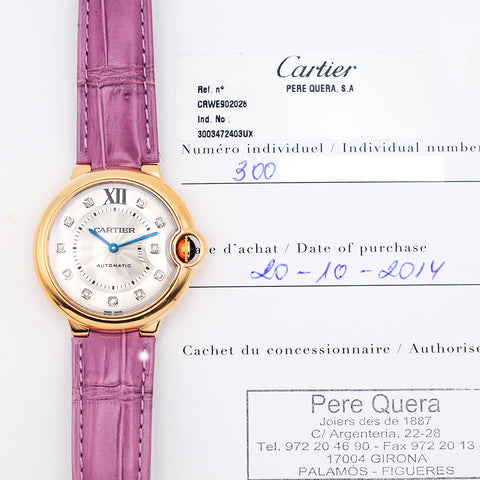 Cartier
PERE QUERA, S.A
Ref. n°
CRWE902028
Ind. No :
3003472403UX
Numéro individuel / Individual number
300
XII
CARTIER
AUTOMATIC
d'achat / Date of purchase
20-10-2014
Cachet du concessionnaire / Authorise
Pere Quera
Joiers des de 1887
C/ Argenteria, 22-28
Tel. 972 20 46 90 - Fax 972 20 13
17004 GIRONA
PALAMÓS - FIGUERES